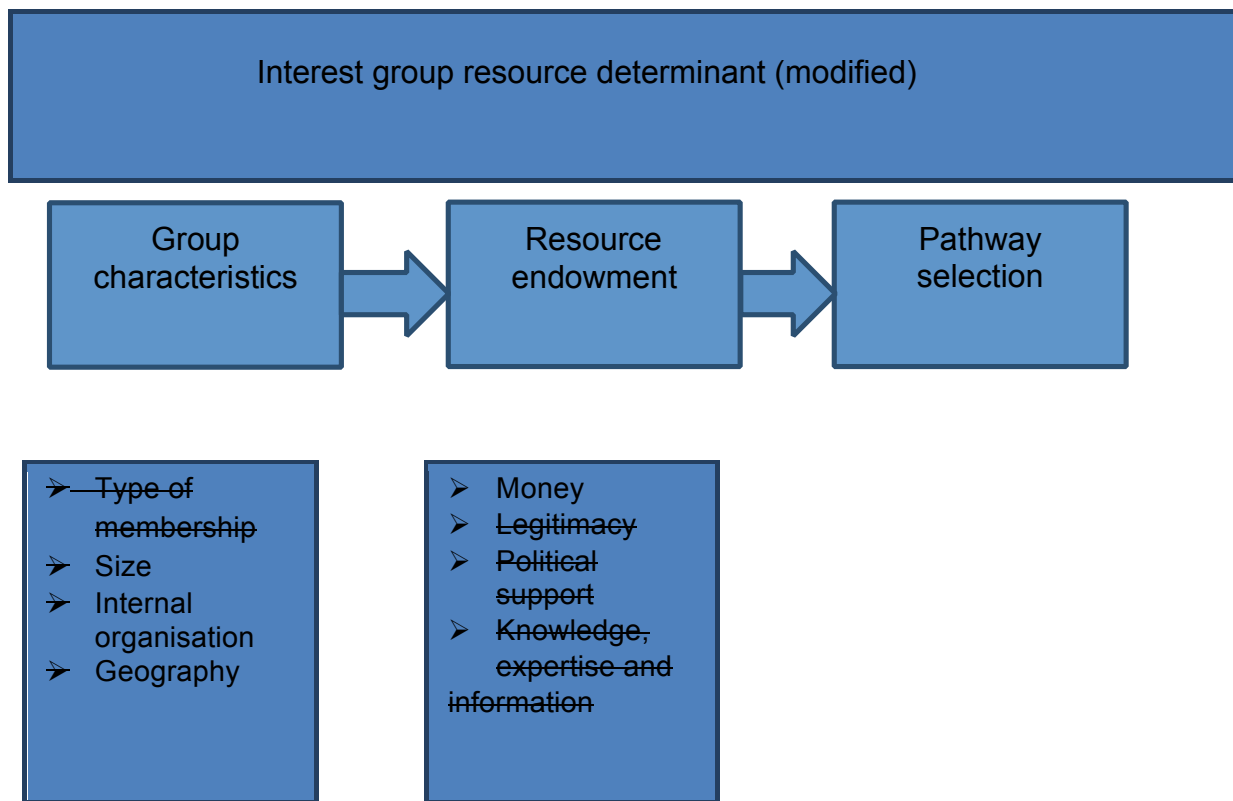 Interest group resource determinant (modified)
Group
characteristics
Resource
endowment
Pathway
selection
➢ Type of
membership
➢ Size
➢ Internal
organisation
➢ Geography
➢ Money
➢ Legitimacy
➢ Political
support
➢ Knowledge,
expertise and
information